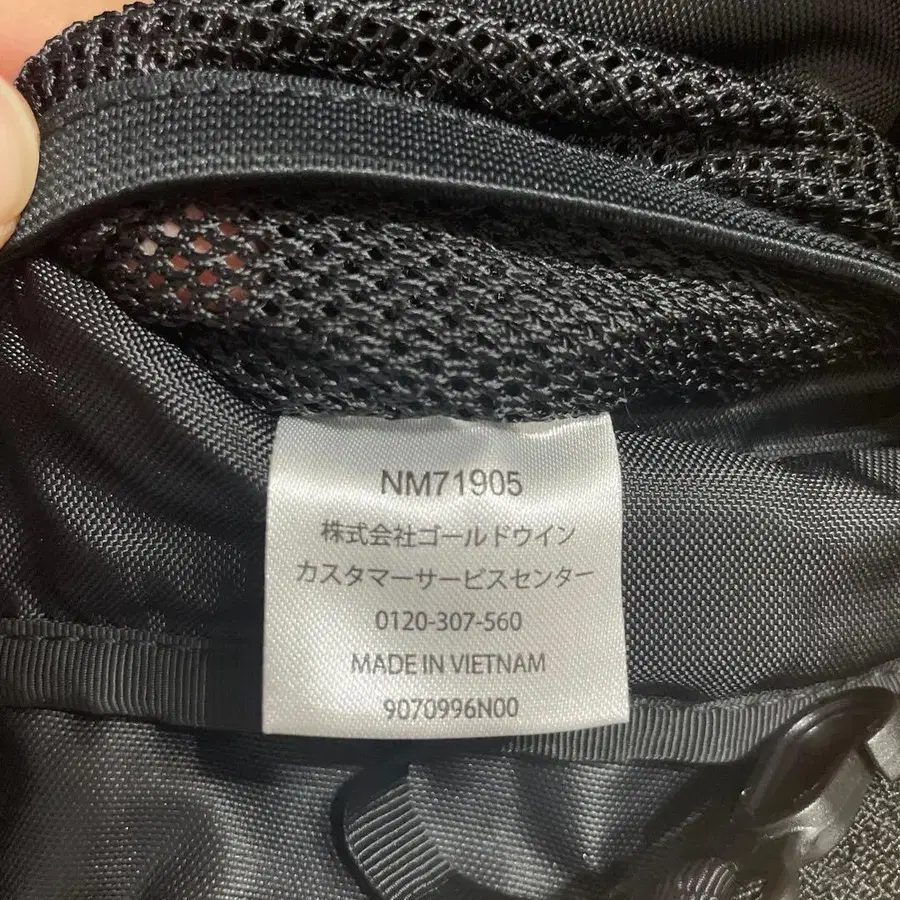 NM71905
株式会社ゴールドウイン
カスタマーサービスセンター
0120-307-560
MADE IN VIETNAM
9070996N00